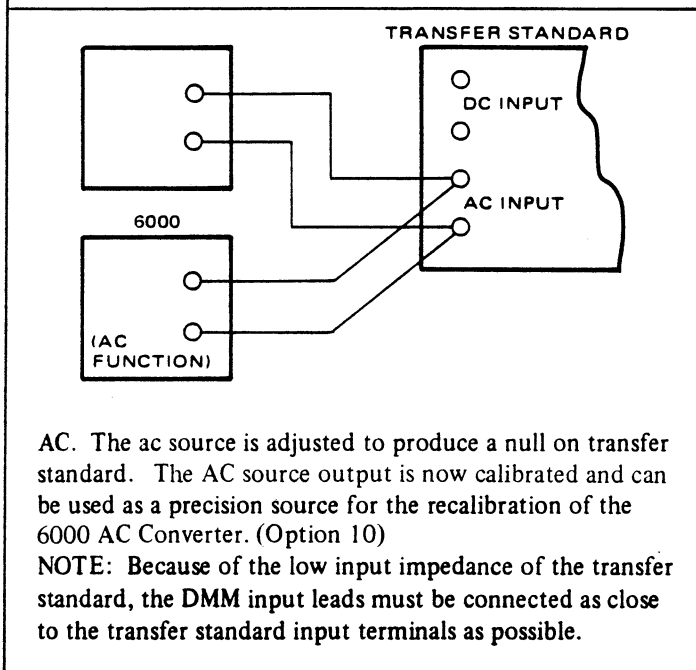 TRANSFER STANDARD
DC INPUT
AC INPUT
6000
(AC
FUNCTION)
AC. The ac source is adjusted to produce a null on transfer
standard. The AC source output is now calibrated and can
be used as a precision source for the recalibration of the
6000 AC Converter. (Option 10)
NOTE: Because of the low input impedance of the transfer
standard, the DMM input leads must be connected as close
to the transfer standard input terminals as possible.